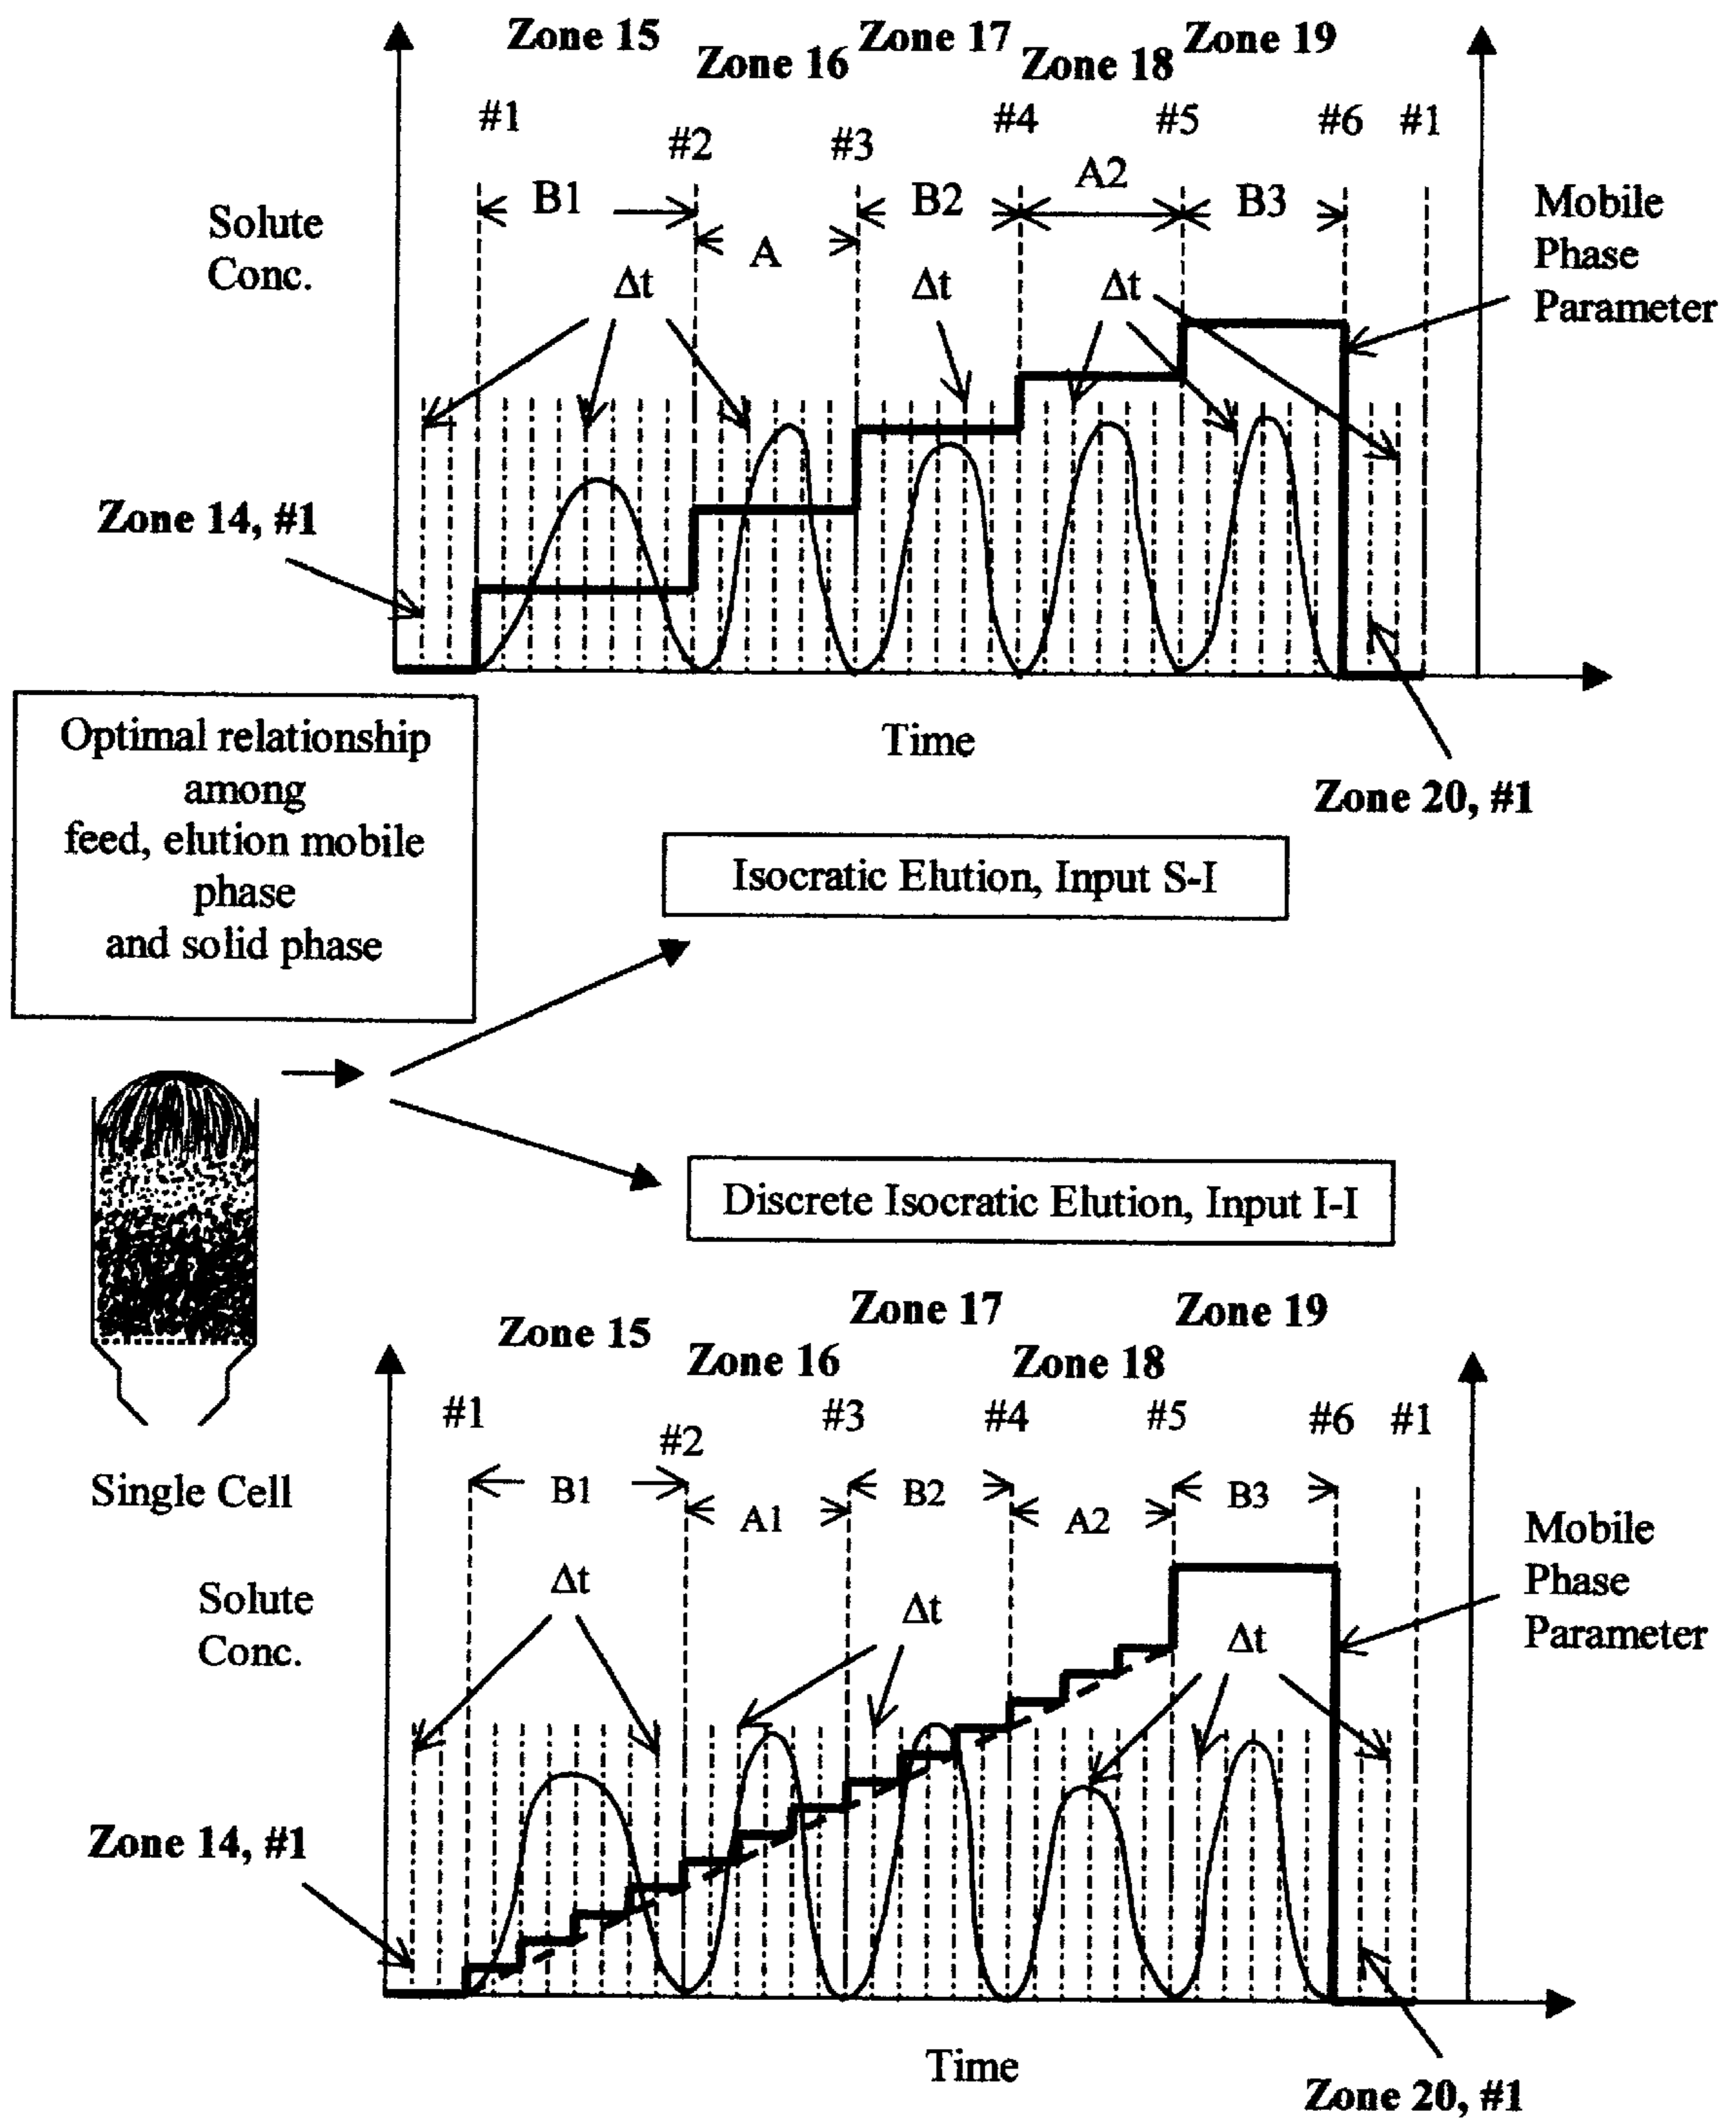 Zone 15
Zone 16
Zone 17
Zone 18
Zone 19
#1
#2
#3
#4
#5
#6
#1
B1
A
B2
A2
B3
Solute
Conc.
Δt
Δt
Δt
Mobile
Phase
Parameter
Zone 14, #1
Time
Zone 20, #1
Optimal relationship
among
feed, elution mobile
phase
and solid phase
Isocratic Elution, Input S-I
Discrete Isocratic Elution, Input I-I
Single Cell
Zone 15
Zone 16
Zone 17
Zone 18
Zone 19
#1
#2
#3
#4
#5
#6
#1
B1
A1
B2
A2
B3
Solute
Conc.
Δt
Δt
Δt
Mobile
Phase
Parameter
Zone 14, #1
Time
Zone 20, #1